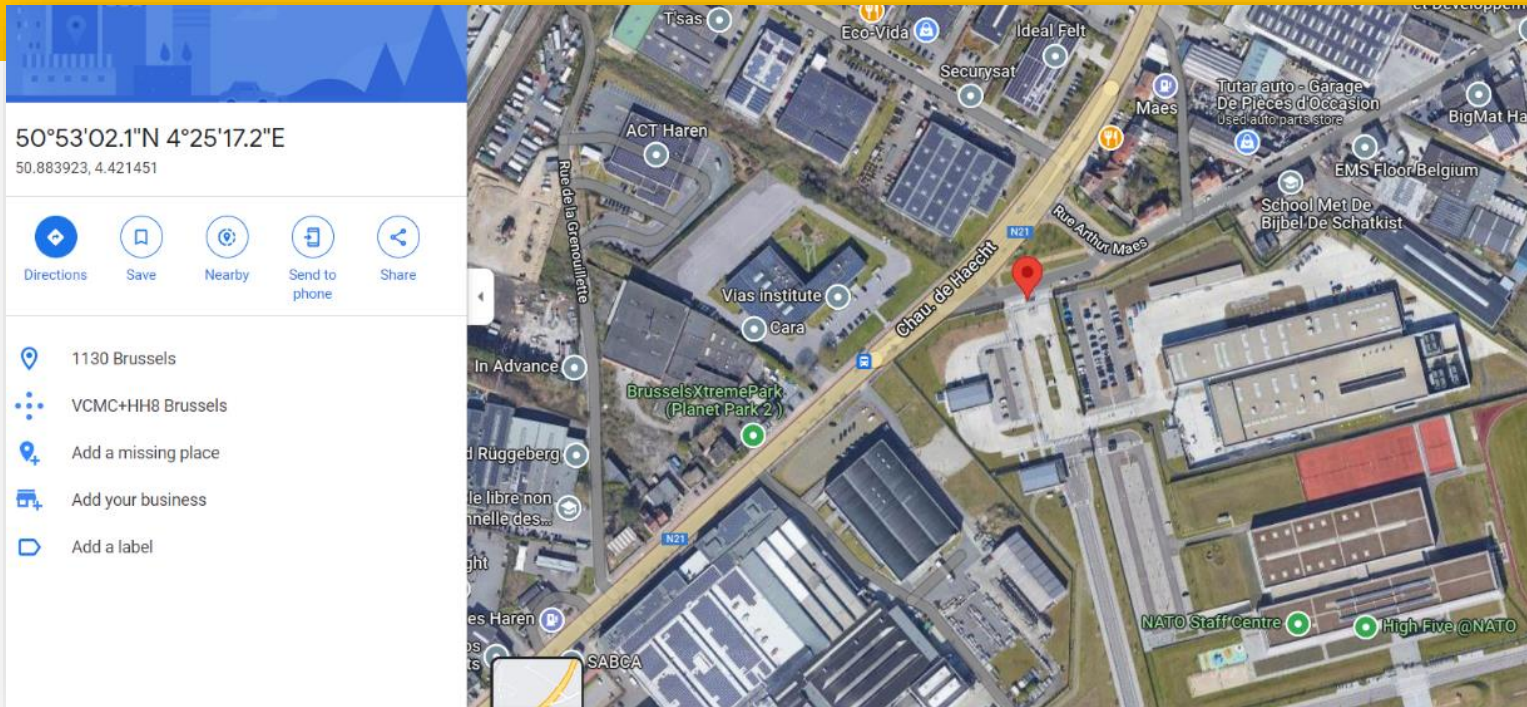 50°53'02.1"N 4°25'17.2"E
50.883923, 4.421451
Directions
Save
Nearby
Send to
phone
Share
1130 Brussels
VCMC+HH8 Brussels
Add a missing place
Add your business
Add a label
T'sas
Eco-Vida
Ideal Felt
Securysat
Maes
Tutar auto - Garage
De Pièces d'Occasion
Used auto parts store
BigMat Ha
ACT Haren
EMS Floor Belgium
School Met De
Bijbel De Schatkist
Rue de la Grenouillette
Rue Arthur Maes
N21
Chau. de Haecht
Vias institute
Cara
In Advance
BrusselsXtremePark
(Planet Park 2 )
d Rüggeberg
le libre non
nnelle des...
N21
ght
es Haren
SABCA
NATO Staff Centre
High Five @NATO